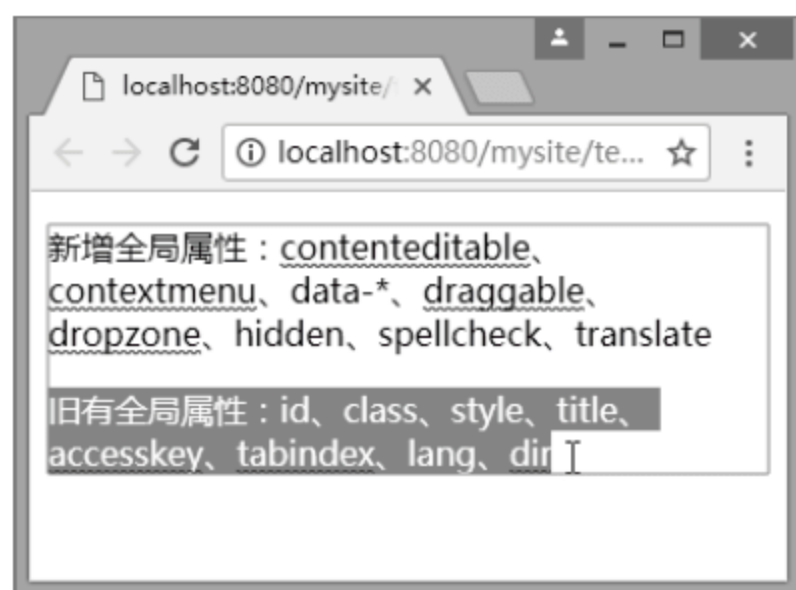 localhost:8080/mysite/
localhost:8080/mysite/te...
新增全局属性：contenteditable、
contextmenu、data-*、draggable、
dropzone、hidden、spellcheck、translate
旧有全局属性：id、class、style、title、
accesskey、tabindex、lang、dir